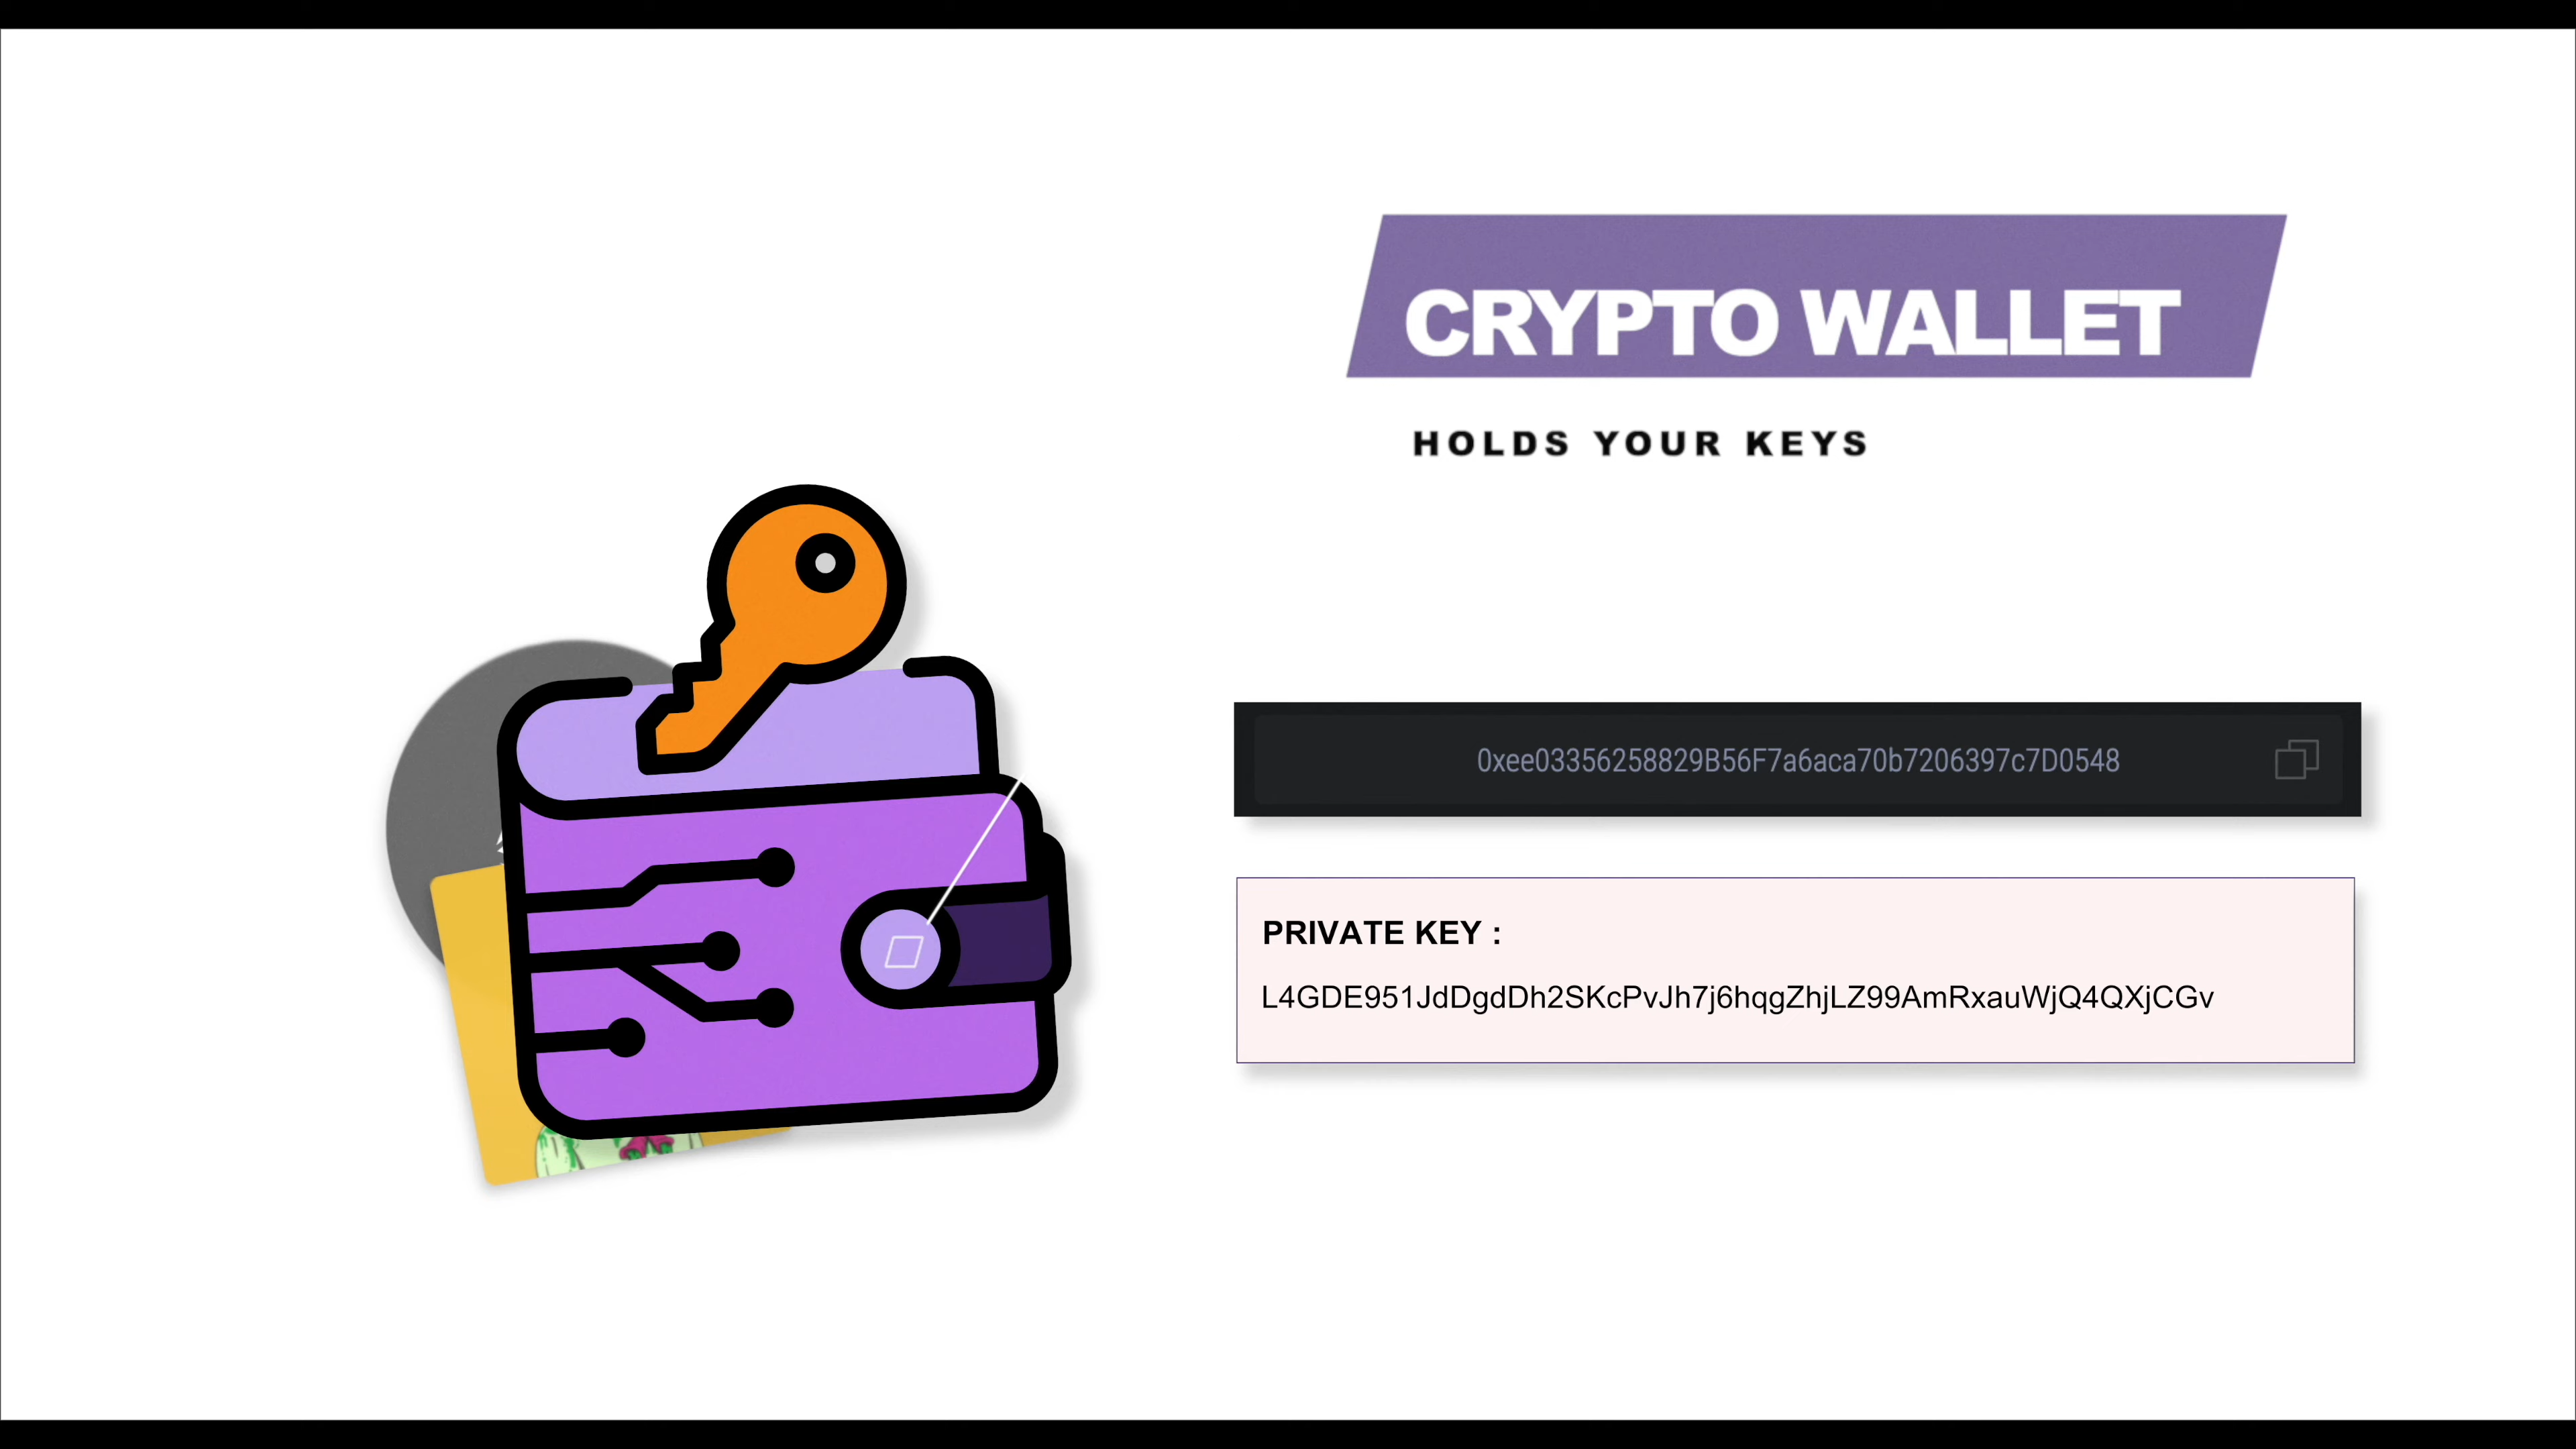 CRYPTO WALLET
HOLDS YOUR KEYS
0xee03356258829B56F7a6aca70b7206397c7D0548
PRIVATE KEY :
L4GDE951JdDgdDh2SKcPvJh7j6hqgZhjLZ99AmRxauWjQ4QXjCGv